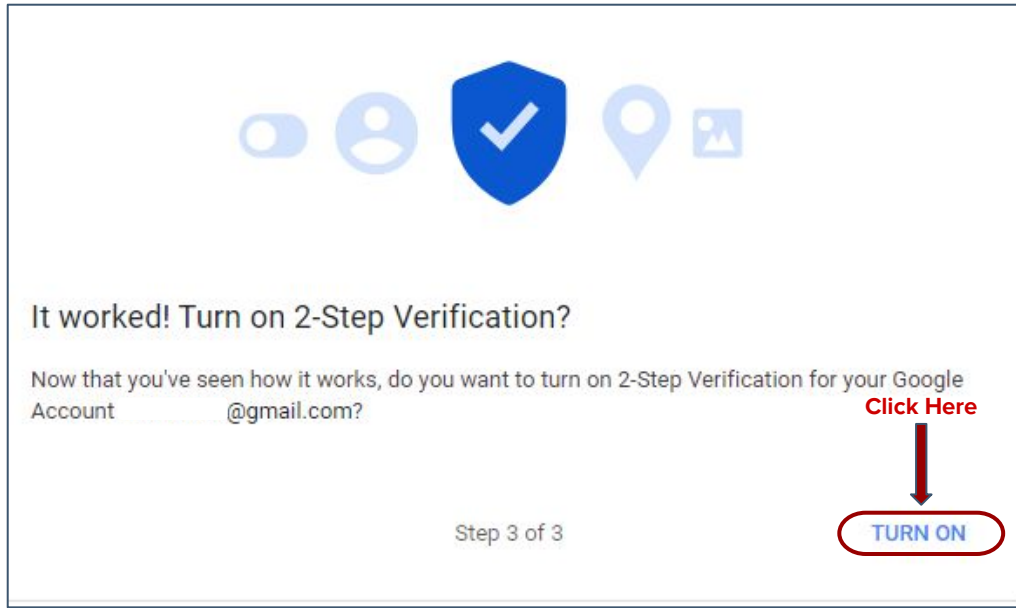 It worked! Turn on 2-Step Verification?
Now that you've seen how it works, do you want to turn on 2-Step Verification for your Google
Account @gmail.com?
Click Here
Step 3 of 3
TURN ON